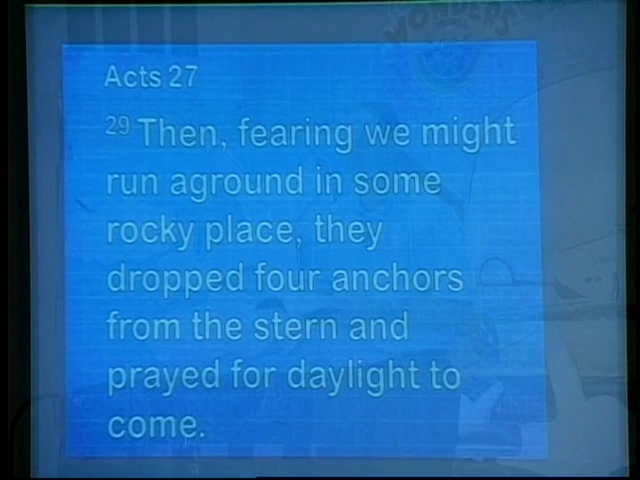 WONDERS
Acts 27
29 Then, fearing we might
run aground in some
rocky place, they
dropped four anchors
from the stern and
prayed for daylight to
come.